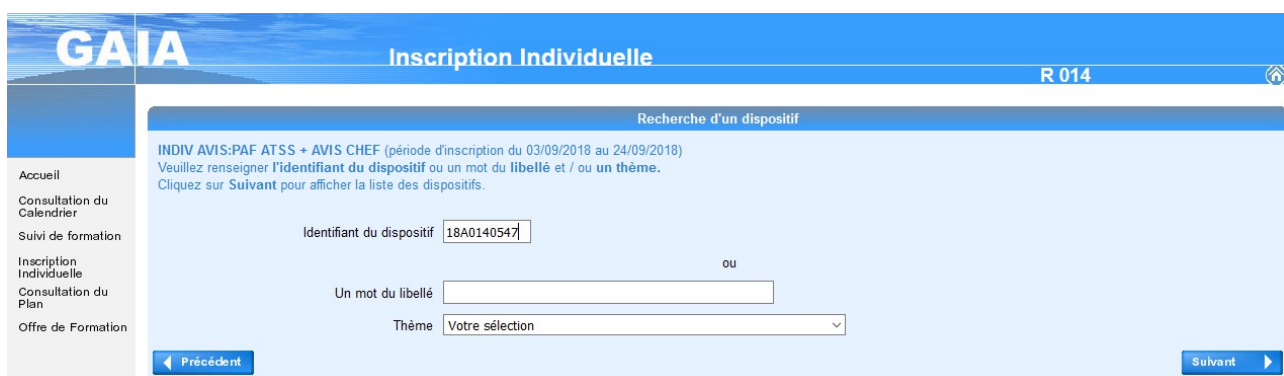 GAIA
Inscription Individuelle
R 014
Recherche d'un dispositif
INDIV AVIS:PAF ATSS + AVIS CHEF (période d'inscription du 03/09/2018 au 24/09/2018)
Veuillez renseigner l'identifiant du dispositif ou un mot du libellé et / ou un thème.
Cliquez sur Suivant pour afficher la liste des dispositifs.
Accueil
Consultation du
Calendrier
Suivi de formation
Inscription
Individuelle
Consultation du
Plan
Offre de Formation
Identifiant du dispositif 18A0140547
ou
Un mot du libellé
Thème Votre sélection
Précédent
Suivant